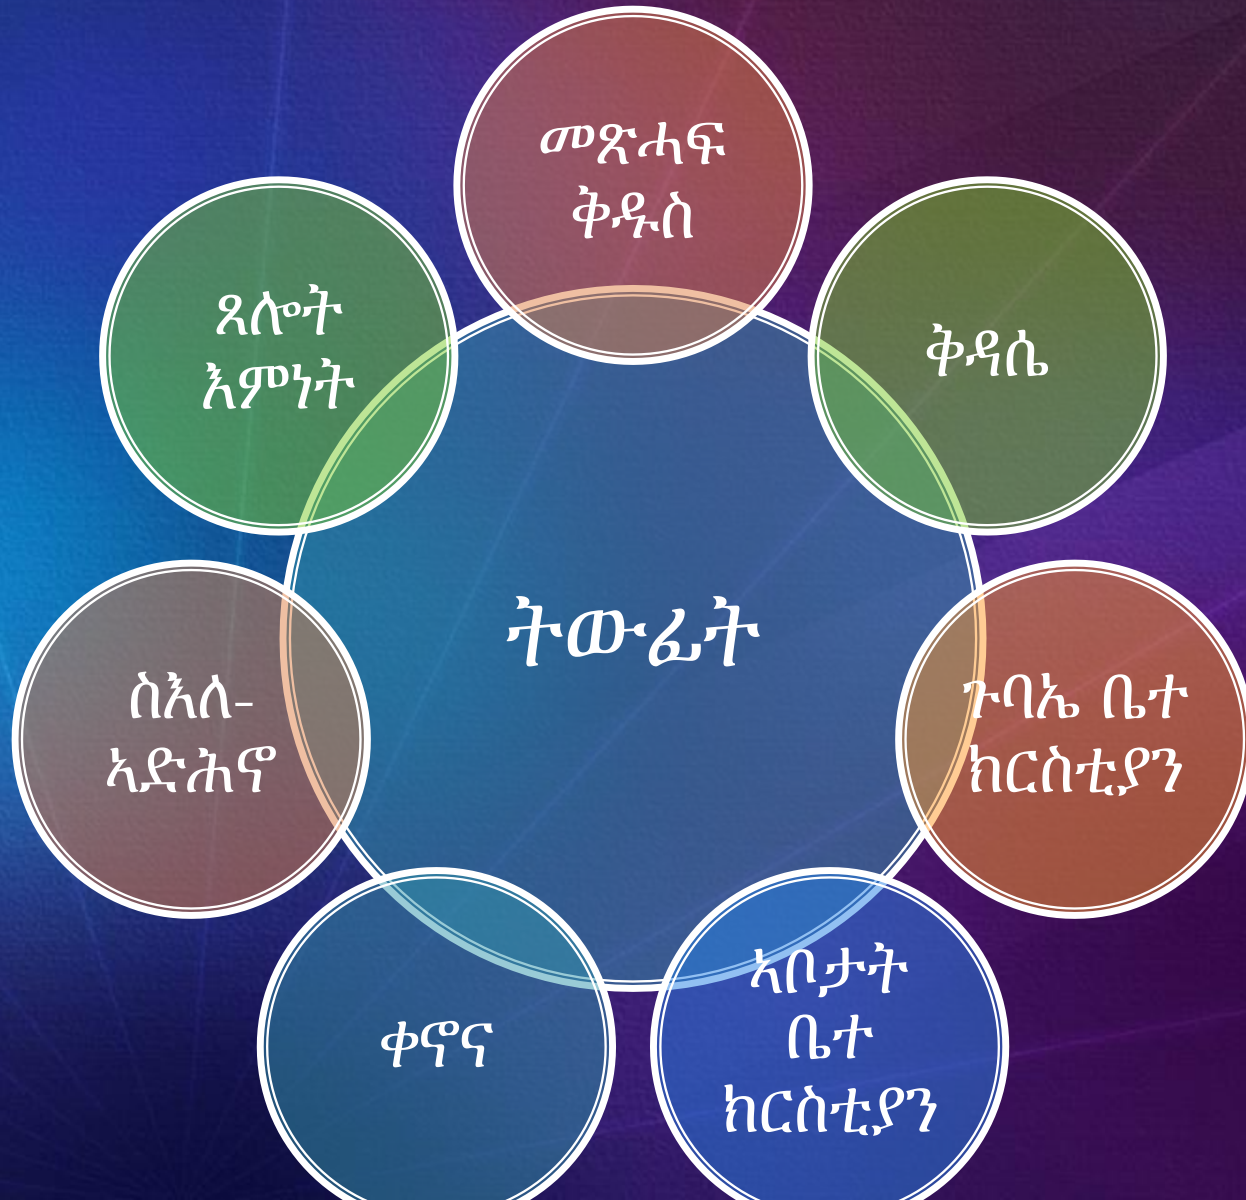 መጽሓፍ
ቅዱስ
ቅዳሴ
ጉባኤ ቤተ
ክርስቲያን
ኣቦታት
ቤተ
ክርስቲያን
ቀኖና
ስእለ-
ኣድሕኖ
ጸሎት
እምነት
ትውፊት